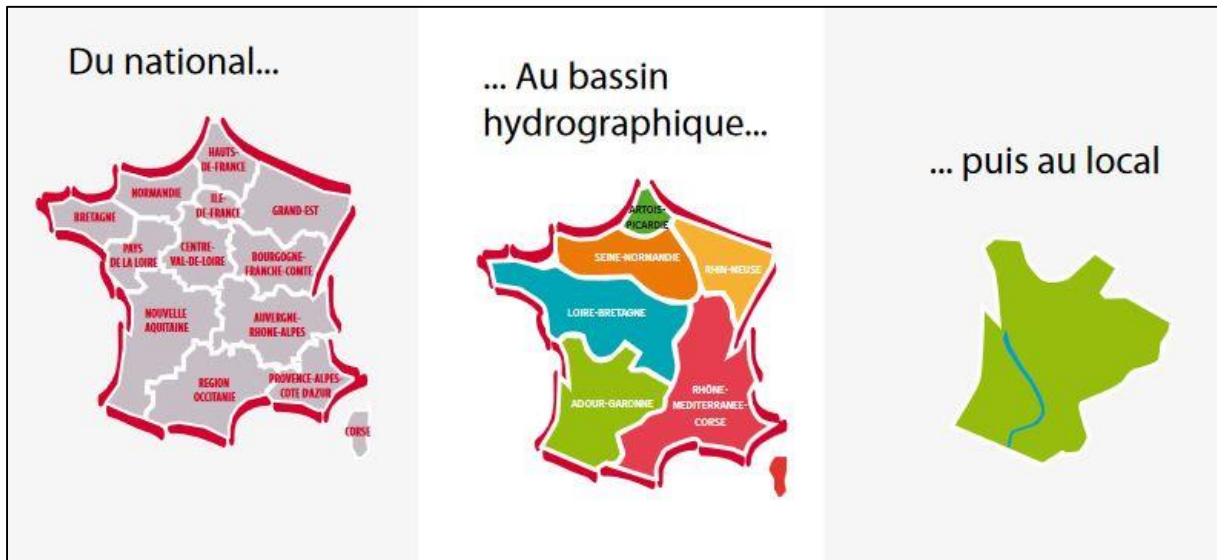 Du national...
HAUTS-
DE-FRANCE
NORMANDIE
ILE-
DE-FRANCE
GRAND-EST
BRETAGNE
PAYS
DE LA LOIRE
CENTRE-
VAL-DE-LOIRE
BOURGOGNE-
FRANCHE-COMTE
NOUVELLE
AQUITAINE
AUVERGNE-
RHONE-ALPES
REGION
OCCITANIE
PROVENCE-ALPES-
COTE D'AZUR
CORSE
... Au bassin
hydrographique...
ARTOIS-
PICARDIE
SEINE-NORMANDIE
RHIN-MEUSE
LOIRE-BRETAGNE
ADOUR-GARONNE
RHÔNE-
MEDITERRANEE-
CORSE
... puis au local